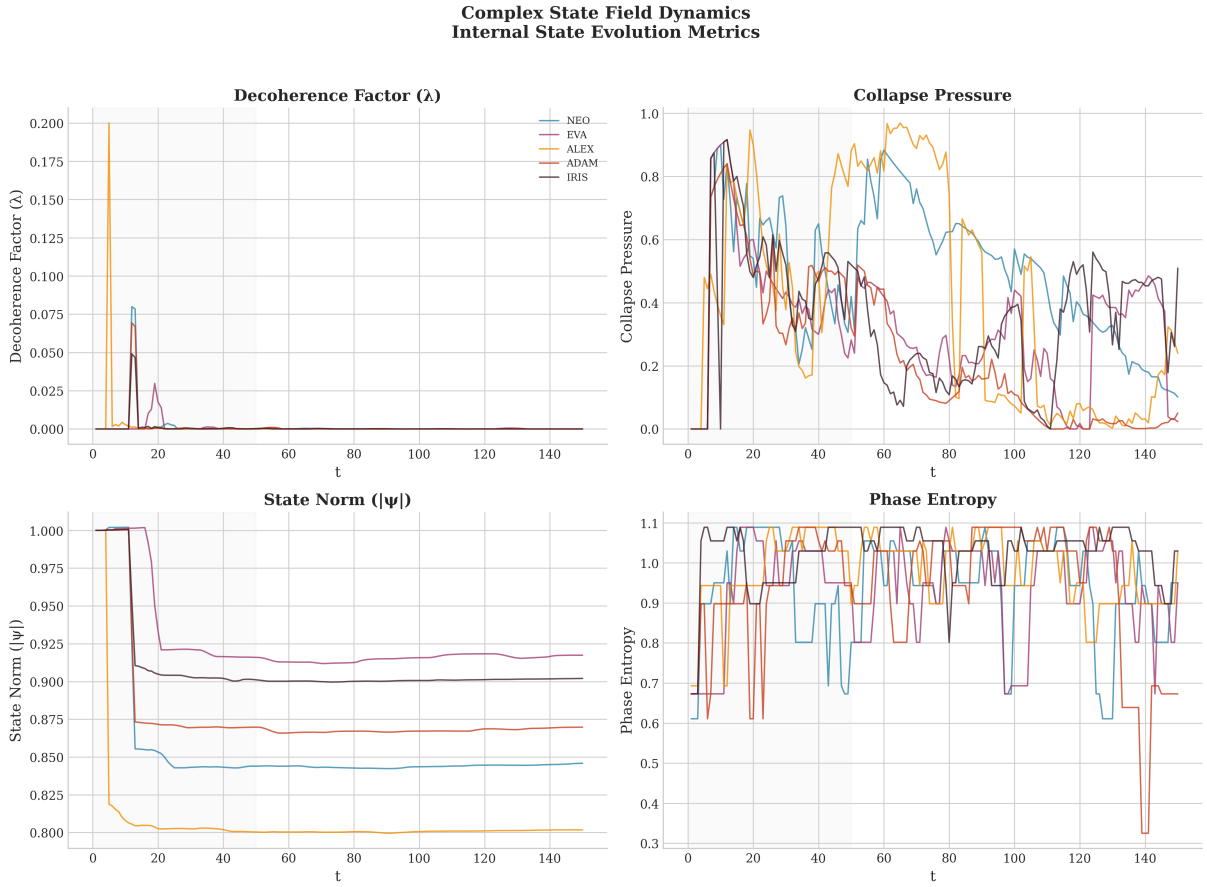 Complex State Field Dynamics
Internal State Evolution Metrics
Decoherence Factor (λ)
Decoherence Factor (λ)
0.200
0.175
0.150
0.125
0.100
0.075
0.050
0.025
0.000
NEO
EVA
ALEX
ADAM
IRIS
0 20 40 60 80 100 120 140
t
Collapse Pressure
Collapse Pressure
1.0
0.8
0.6
0.4
0.2
0.0
0 20 40 60 80 100 120 140
t
State Norm (|ψ|)
State Norm (|ψ|)
1.000
0.975
0.950
0.925
0.900
0.875
0.850
0.825
0.800
0 20 40 60 80 100 120 140
t
Phase Entropy
Phase Entropy
1.1
1.0
0.9
0.8
0.7
0.6
0.5
0.4
0.3
0 20 40 60 80 100 120 140
t